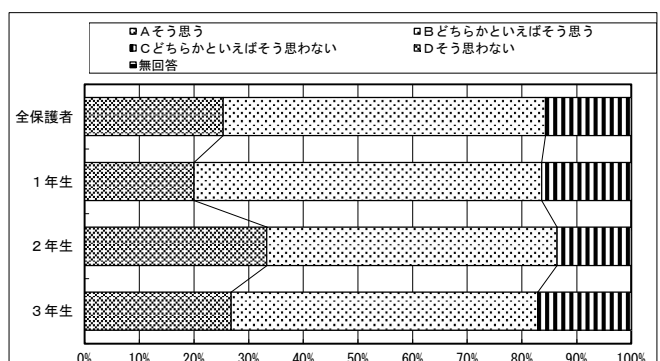 Aそう思う Bどちらかといえばそう思う
Cどちらかといえばそう思わない Dそう思わない
無回答
全保護者
1年生
2年生
3年生
0% 10% 20% 30% 40% 50% 60% 70% 80% 90% 100%